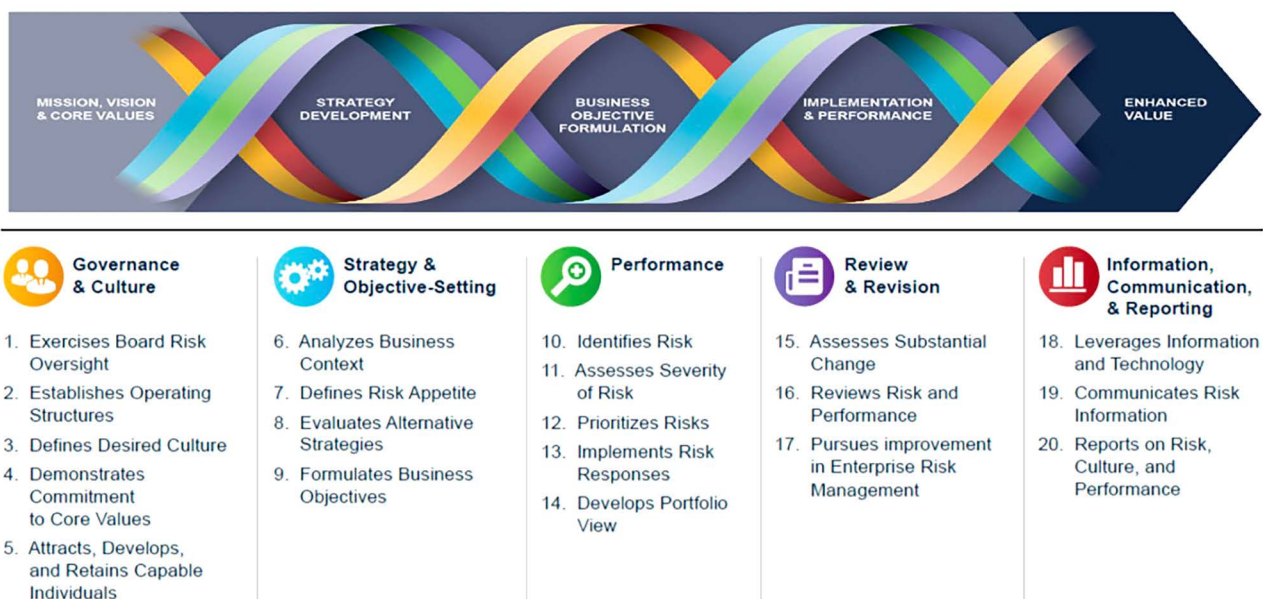 MISSION, VISION
& CORE VALUES
STRATEGY
DEVELOPMENT
BUSINESS
OBJECTIVE
FORMULATION
IMPLEMENTATION
& PERFORMANCE
ENHANCED
VALUE
Governance
& Culture
1. Exercises Board Risk
Oversight
2. Establishes Operating
Structures
3. Defines Desired Culture
4. Demonstrates
Commitment
to Core Values
5. Attracts, Develops,
and Retains Capable
Individuals
Strategy &
Objective-Setting
6. Analyzes Business
Context
7. Defines Risk Appetite
8. Evaluates Alternative
Strategies
9. Formulates Business
Objectives
Performance
10. Identifies Risk
11. Assesses Severity
of Risk
12. Prioritizes Risks
13. Implements Risk
Responses
14. Develops Portfolio
View
Review
& Revision
15. Assesses Substantial
Change
16. Reviews Risk and
Performance
17. Pursues improvement
in Enterprise Risk
Management
Information,
Communication,
& Reporting
18. Leverages Information
and Technology
19. Communicates Risk
Information
20. Reports on Risk,
Culture, and
Performance